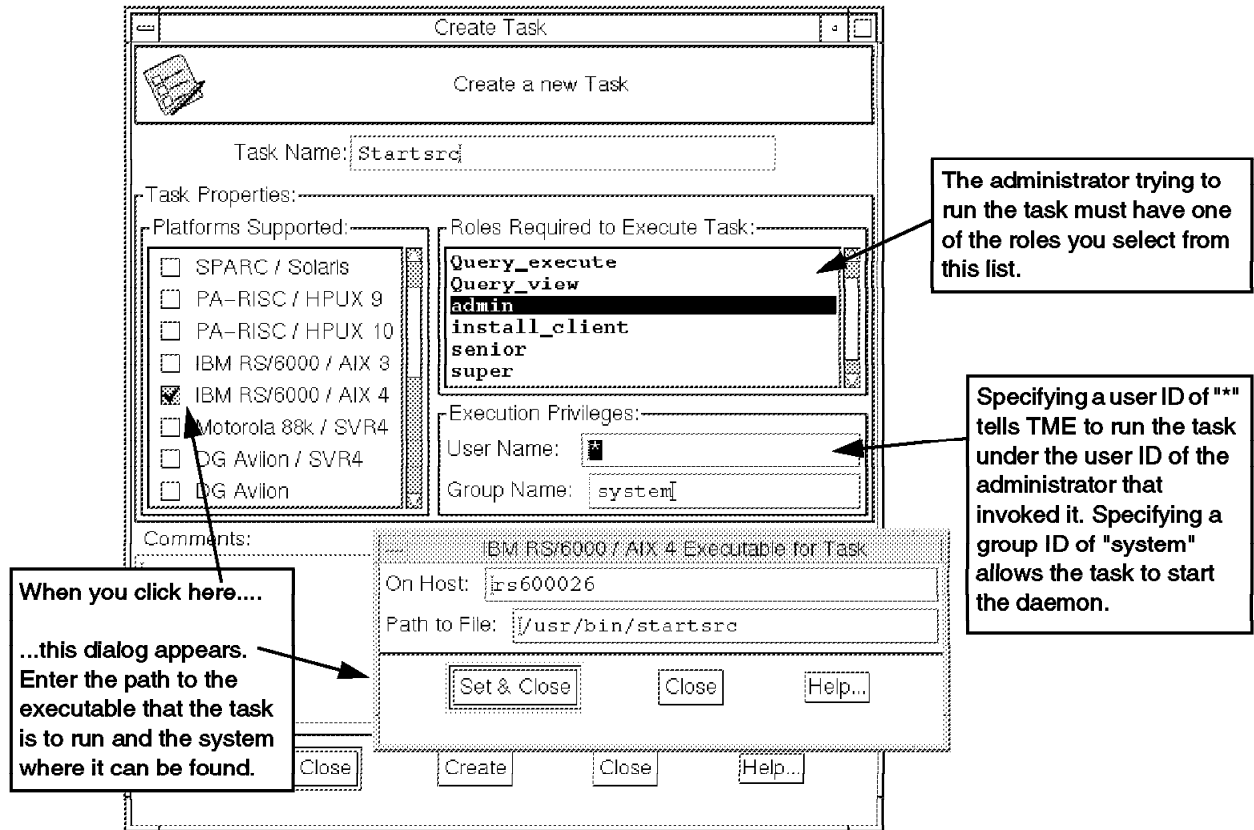 Create Task
Create a new Task
Task Name: Startsrc
Task Properties:
Platforms Supported:
SPARC / Solaris
PA-RISC / HPUX 9
PA-RISC / HPUX 10
IBM RS/6000 / AIX 3
IBM RS/6000 / AIX 4
Motorola 88k / SVR4
DG Aviion / SVR4
DG Aviion
Roles Required to Execute Task:
Query_execute
Query_view
admin
install_client
senior
super
Execution Privileges:
User Name: *
Group Name: system
Comments:
IBM RS/6000 / AIX 4 Executable for Task
On Host: rs600026
Path to File: /usr/bin/startsrc
Set & Close
Close
Help...
Close
Create
Close
Help...
The administrator trying to
run the task must have one
of the roles you select from
this list.
Specifying a user ID of "*"
tells TME to run the task
under the user ID of the
administrator that
invoked it. Specifying a
group ID of "system"
allows the task to start
the daemon.
When you click here....
...this dialog appears.
Enter the path to the
executable that the task
is to run and the system
where it can be found.